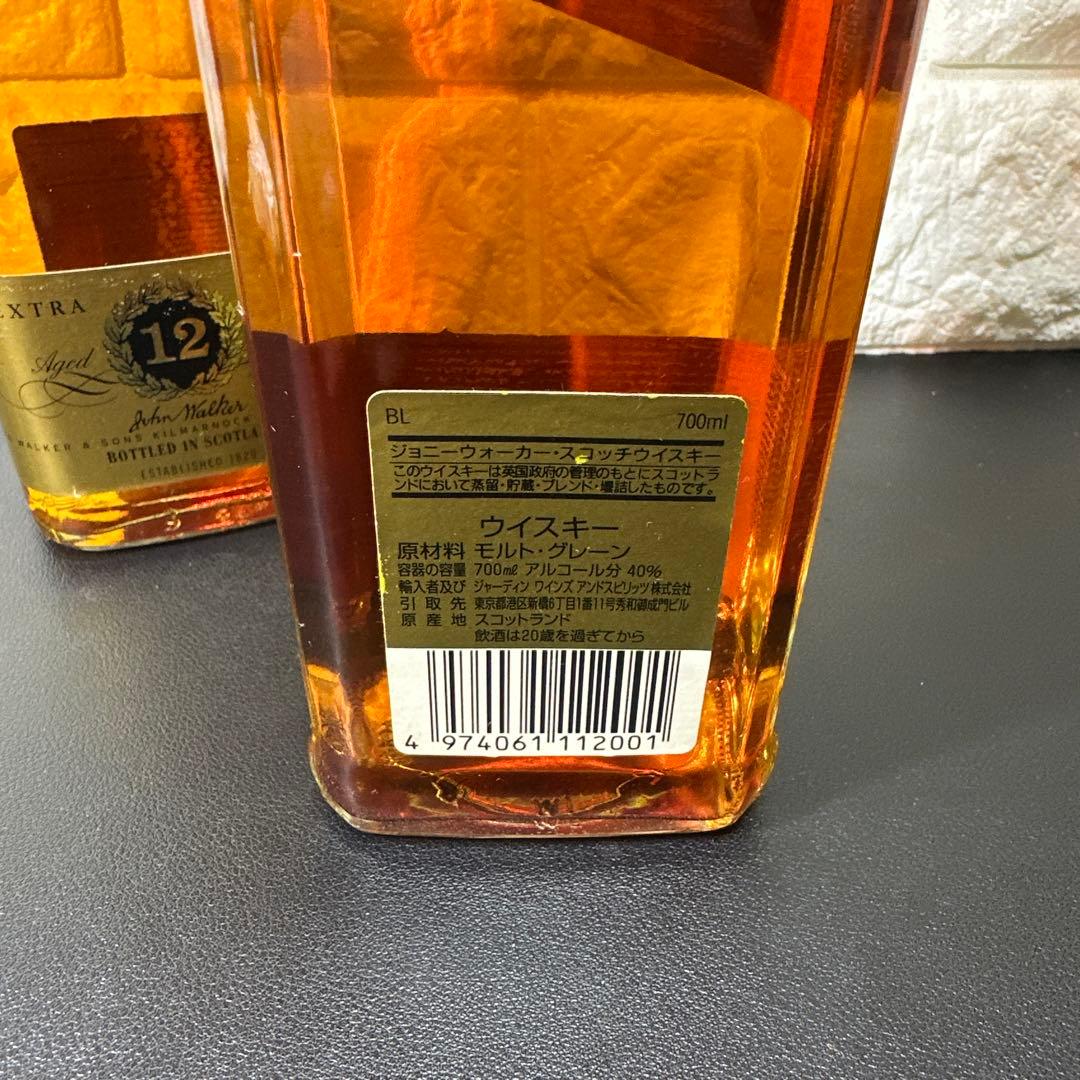 EXTRA
Aged
12
John Walker
WALKER & SONS KILMARNOCK
BOTTLED IN SCOTLA
ESTABLISHED 1820
BL 700ml
ジョニーウォーカー・スコッチウイスキー
このウイスキーは英国政府の管理のもとにスコットラ
ンドにおいて蒸留・貯蔵・ブレンド・壜詰したものです。
ウイスキー
原材料 モルト・グレーン
容器の容量 700㎖ アルコール分 40%
輸入者及び ジャーディン ワインズ アンドスピリッツ株式会社
引取先 東京都港区新橋6丁目1番11号秀和御成門ビル
原産地 スコットランド
飲酒は20歳を過ぎてから
4 974061 112001